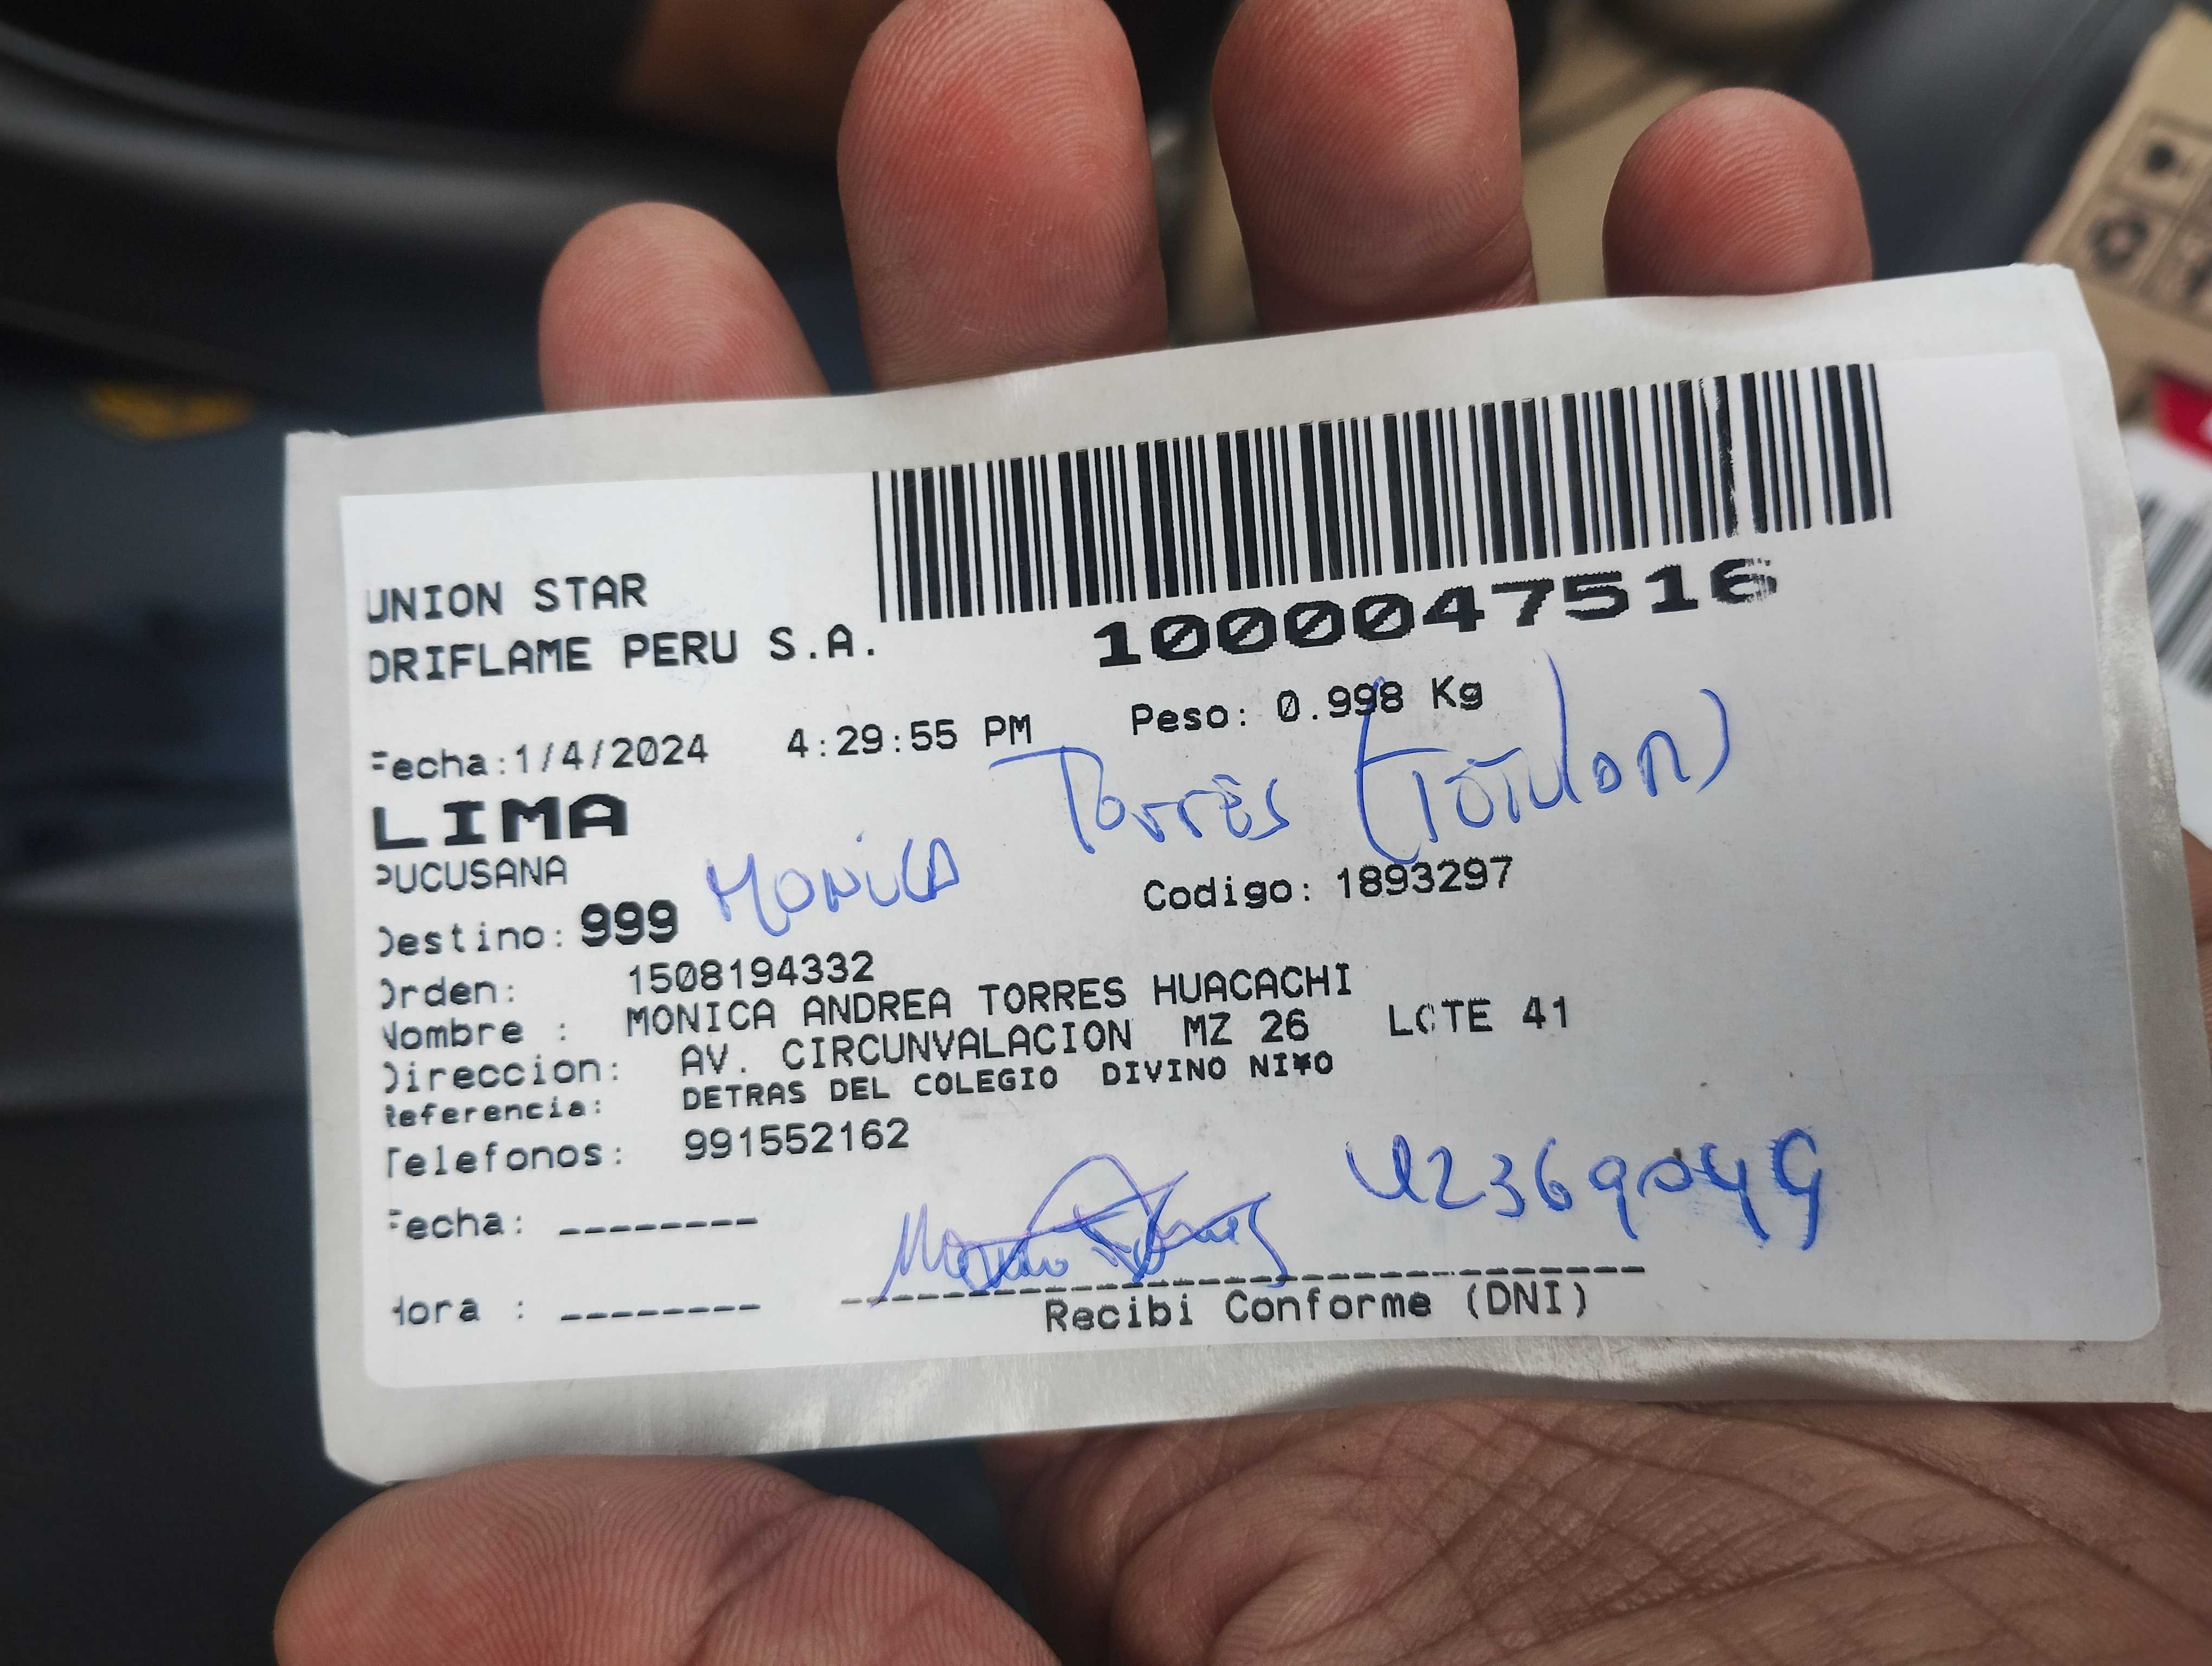 UNION STAR
ORIFLAME PERU S.A.
1000047516
Fecha:1/4/2024 4:29:55 PM Peso: 0.998 Kg
LIMA
PUCUSANA
Monica Torres (Titular)
Destino: 999 Codigo: 1893297
Orden: 1508194332
Nombre : MONICA ANDREA TORRES HUACACHI
Direccion: AV. CIRCUNVALACION MZ 26 LOTE 41
Referencia: DETRAS DEL COLEGIO DIVINO NI¥O
Telefonos: 991552162
Fecha: --------
42369049
Hora : --------
Recibi Conforme (DNI)